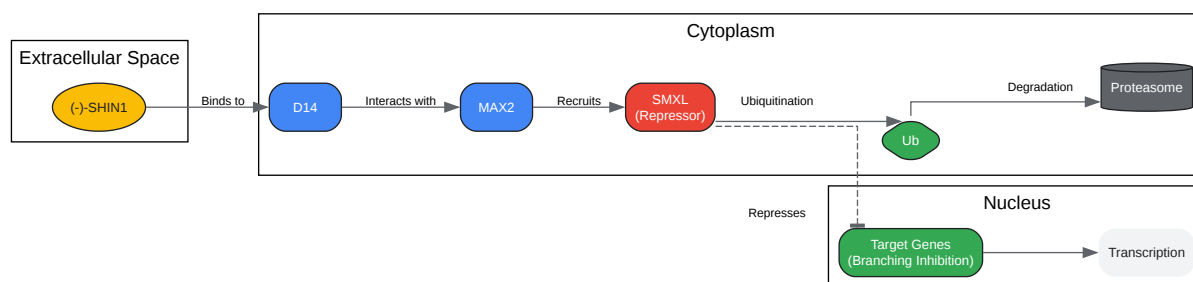 Cytoplasm
Extracellular Space
(-)-SHIN1
Binds to
D14
Interacts with
MAX2
Recruits
SMXL
(Repressor)
Ubiquitination
Ub
Degradation
Proteasome
Represses
Nucleus
Target Genes
(Branching Inhibition)
Transcription